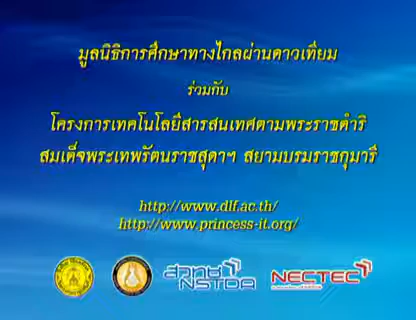 มูลนิธิการศึกษาทางไกลผ่านดาวเทียม
ร่วมกับ
โครงการเทคโนโลยีสารสนเทศตามพระราชดำริ
สมเด็จพระเทพรัตนราชสุดาฯ สยามบรมราชกุมารี
http://www.dlf.ac.th/
http://www.princess-it.org/
สวทช
NSTDA
NECTEC